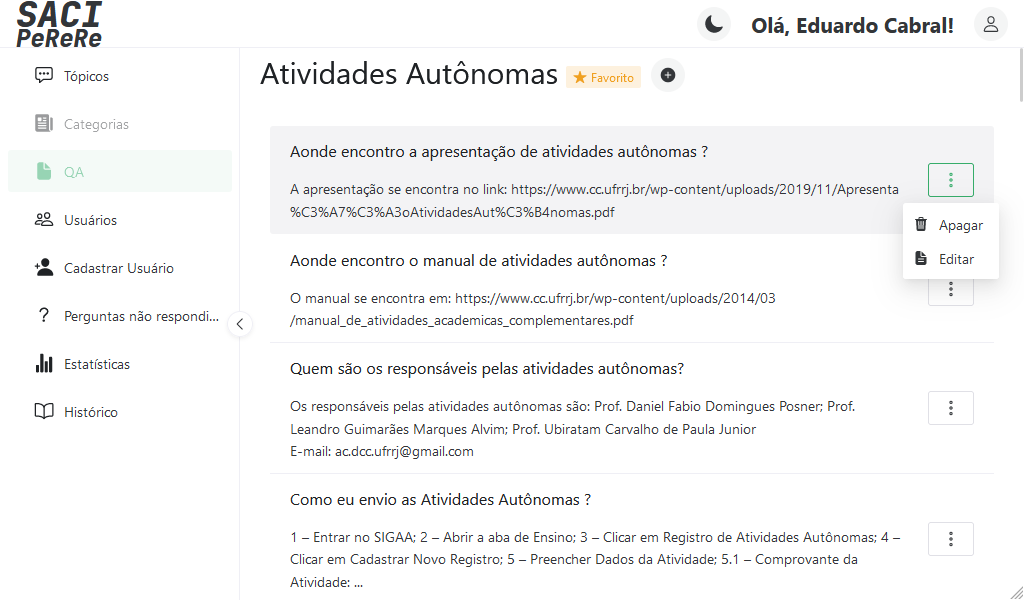 SACI
PeReRe
Olá, Eduardo Cabral!
Tópicos
Categorias
QA
Usuários
Cadastrar Usuário
Perguntas não respondi...
Estatísticas
Histórico
Atividades Autônomas
Favorito
Aonde encontro a apresentação de atividades autônomas ?
A apresentação se encontra no link: https://www.cc.ufrrj.br/wp-content/uploads/2019/11/Apresenta
%C3%A7%C3%A3oAtividadesAut%C3%B4nomas.pdf
Apagar
Editar
Aonde encontro o manual de atividades autônomas ?
O manual se encontra em: https://www.cc.ufrrj.br/wp-content/uploads/2014/03
/manual_de_atividades_academicas_complementares.pdf
Quem são os responsáveis pelas atividades autônomas?
Os responsáveis pelas atividades autônomas são: Prof. Daniel Fabio Domingues Posner; Prof.
Leandro Guimarães Marques Alvim; Prof. Ubiratam Carvalho de Paula Junior
E-mail: ac.dcc.ufrrj@gmail.com
Como eu envio as Atividades Autônomas ?
1 – Entrar no SIGAA; 2 – Abrir a aba de Ensino; 3 – Clicar em Registro de Atividades Autônomas; 4 –
Clicar em Cadastrar Novo Registro; 5 – Preencher Dados da Atividade; 5.1 – Comprovante da
Atividade: ...